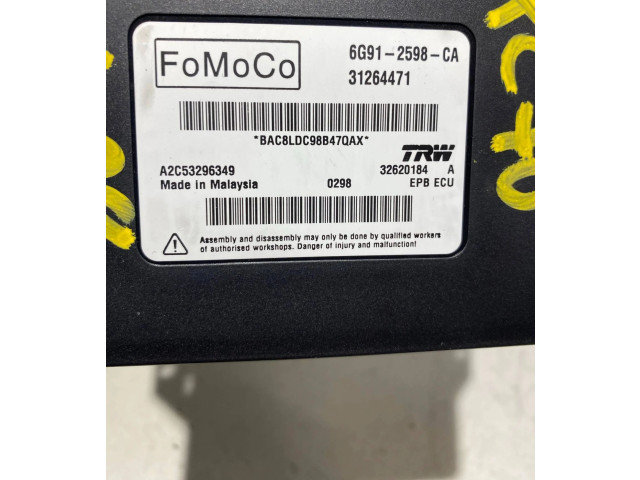 FoMoCo
6G91-2598-CA
31264471
*BAC8LDC98B47QAX*
TRW
A2C53296349
32620184 A
Made in Malaysia
0298
EPB ECU
Assembly and disassembly may only be done by qualified workers
of authorised workshops. Danger of injury and malfunction!